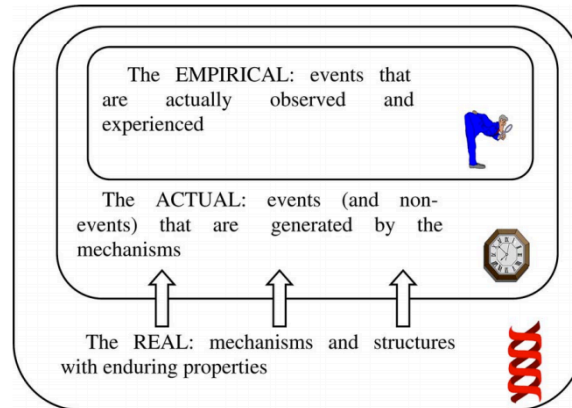 The EMPIRICAL: events that
are actually observed and
experienced
The ACTUAL: events (and non-
events) that are generated by the
mechanisms
The REAL: mechanisms and structures
with enduring properties